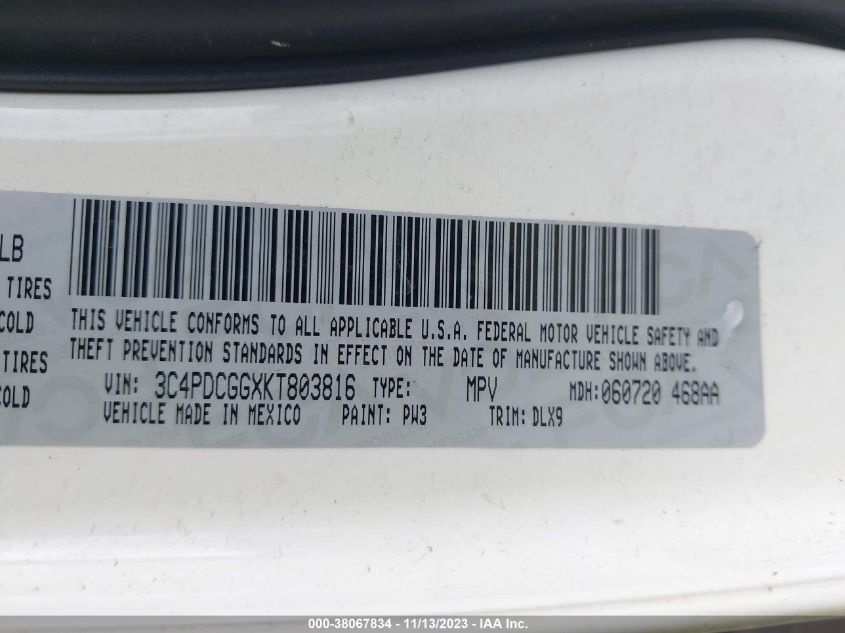 LB
TIRES
COLD
TIRES
COLD
THIS VEHICLE CONFORMS TO ALL APPLICABLE U.S.A. FEDERAL MOTOR VEHICLE SAFETY AND
THEFT PREVENTION STANDARDS IN EFFECT ON THE DATE OF MANUFACTURE SHOWN ABOVE.
VIN: 3C4PDCGGXKT803816 TYPE: MPV MDH:060720 468AA
VEHICLE MADE IN MEXICO PAINT: PW3 TRIM: DLX9
000-38067834 - 11/13/2023 - IAA Inc.